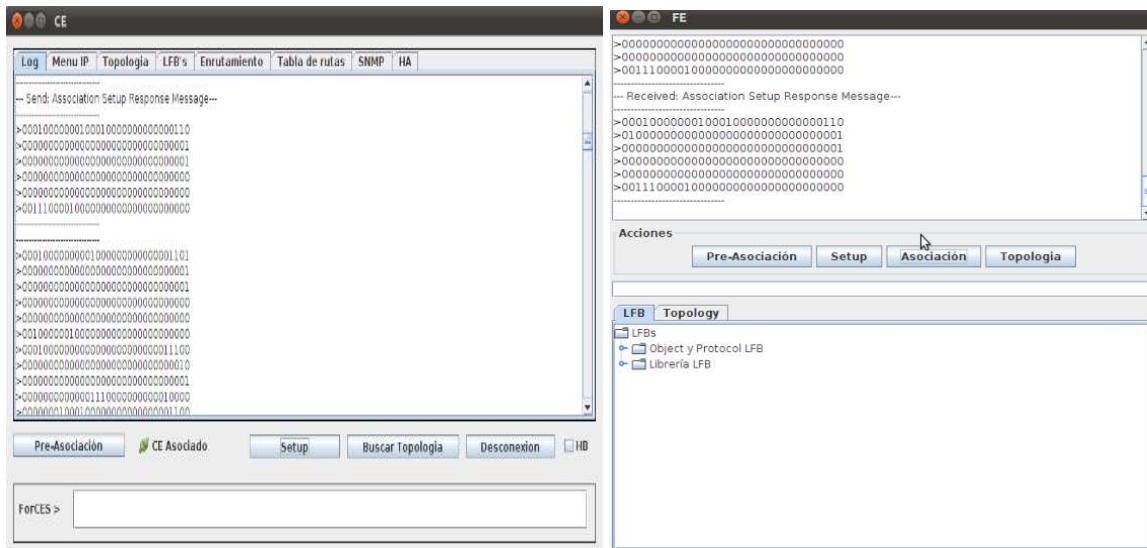 CE
Log Menu IP Topologia LFB's Enrutamiento Tabla de rutas SNMP HA
--- Send: Association Setup Response Message---
>00010000000100010000000000000110
>00000000000000000000000000000001
>00000000000000000000000000000001
>00000000000000000000000000000000
>00000000000000000000000000000000
>00111000010000000000000000000000
>00010000000001000000000000001101
>00000000000000000000000000000001
>00000000000000000000000000000001
>00000000000000000000000000000000
>00000000000000000000000000000000
>00100000010000000000000000000000
>00010000000000000000000000011100
>00000000000000000000000000000010
>00000000000000000000000000000001
>00000000000001110000000000010000
Pre-Asociación CE Asociado Setup Buscar Topologia Desconexion HB
ForCES >
FE
>00000000000000000000000000000000
>00000000000000000000000000000000
>00111000010000000000000000000000
--- Received: Association Setup Response Message---
>00010000000100010000000000000110
>01000000000000000000000000000001
>00000000000000000000000000000001
>00000000000000000000000000000000
>00000000000000000000000000000000
>00111000010000000000000000000000
Acciones
Pre-Asociación Setup Asociación Topologia
LFB Topology
LFBs
Object y Protocol LFB
Librería LFB